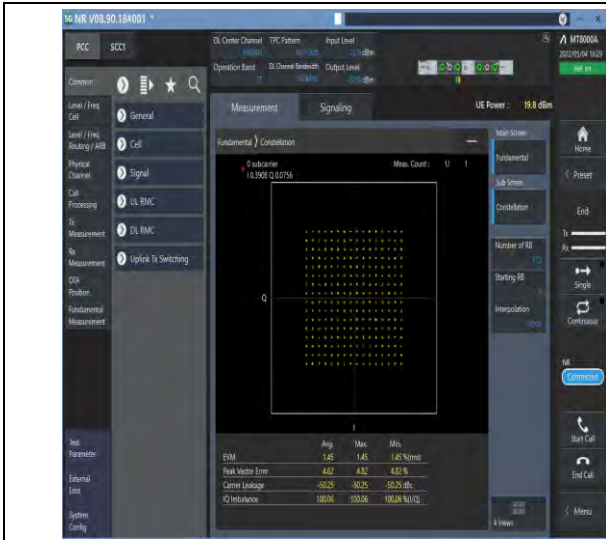 5G NR V03.90.18#001 *
PCC
SCC1
DL Center Channel
TPC Pattern
Input Level
dBm
Operation Band
DL Channel Bandwidth
Output Level
dBm
MT8000A
2022/05/04 16:29
Common
Level / Freq
Cell
Level / Freq
Routing / ARB
Physical
Channel
Call
Processing
Tx
Measurement
Rx
Measurement
OTA
Position
Fundamental
Measurement
Test
Parameter
External
Loss
System
Config
General
Cell
Signal
UL RMC
DL RMC
Uplink Tx Switching
Measurement
Signaling
UE Power : 19.8 dBm
Fundamental
Constellation
0 subcarrier
I 0.3908 Q 0.0756
Meas. Count : 1/ 1
Q
I
Avg. Max. Min.
EVM 1.45 1.45 1.45 %(rms)
Peak Vector Error 4.82 4.82 4.82 %
Carrier Leakage -50.25 -50.25 -50.25 dBc
IQ Imbalance 100.06 100.06 100.06 %(I/Q)
Main Screen
Fundamental
Sub Screen
Constellation
Number of RB
Starting RB
Interpolation
4 Views
Home
Preset
End
Tx
Rx
Single
Continuous
NR
Connected
Start Call
End Call
Menu